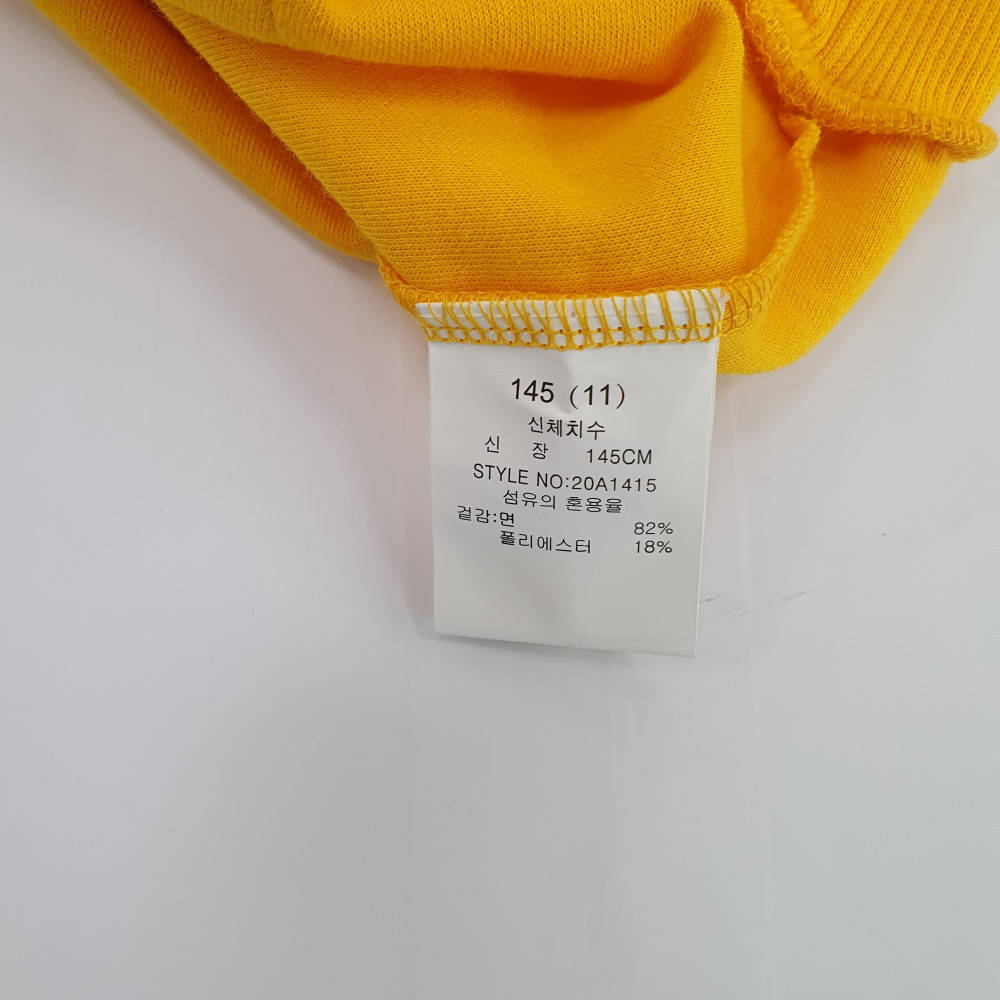 145 (11)
신체치수
신 장 145CM
STYLE NO:20A1415
섬유의 혼용율
겉감:면 82%
폴리에스터 18%